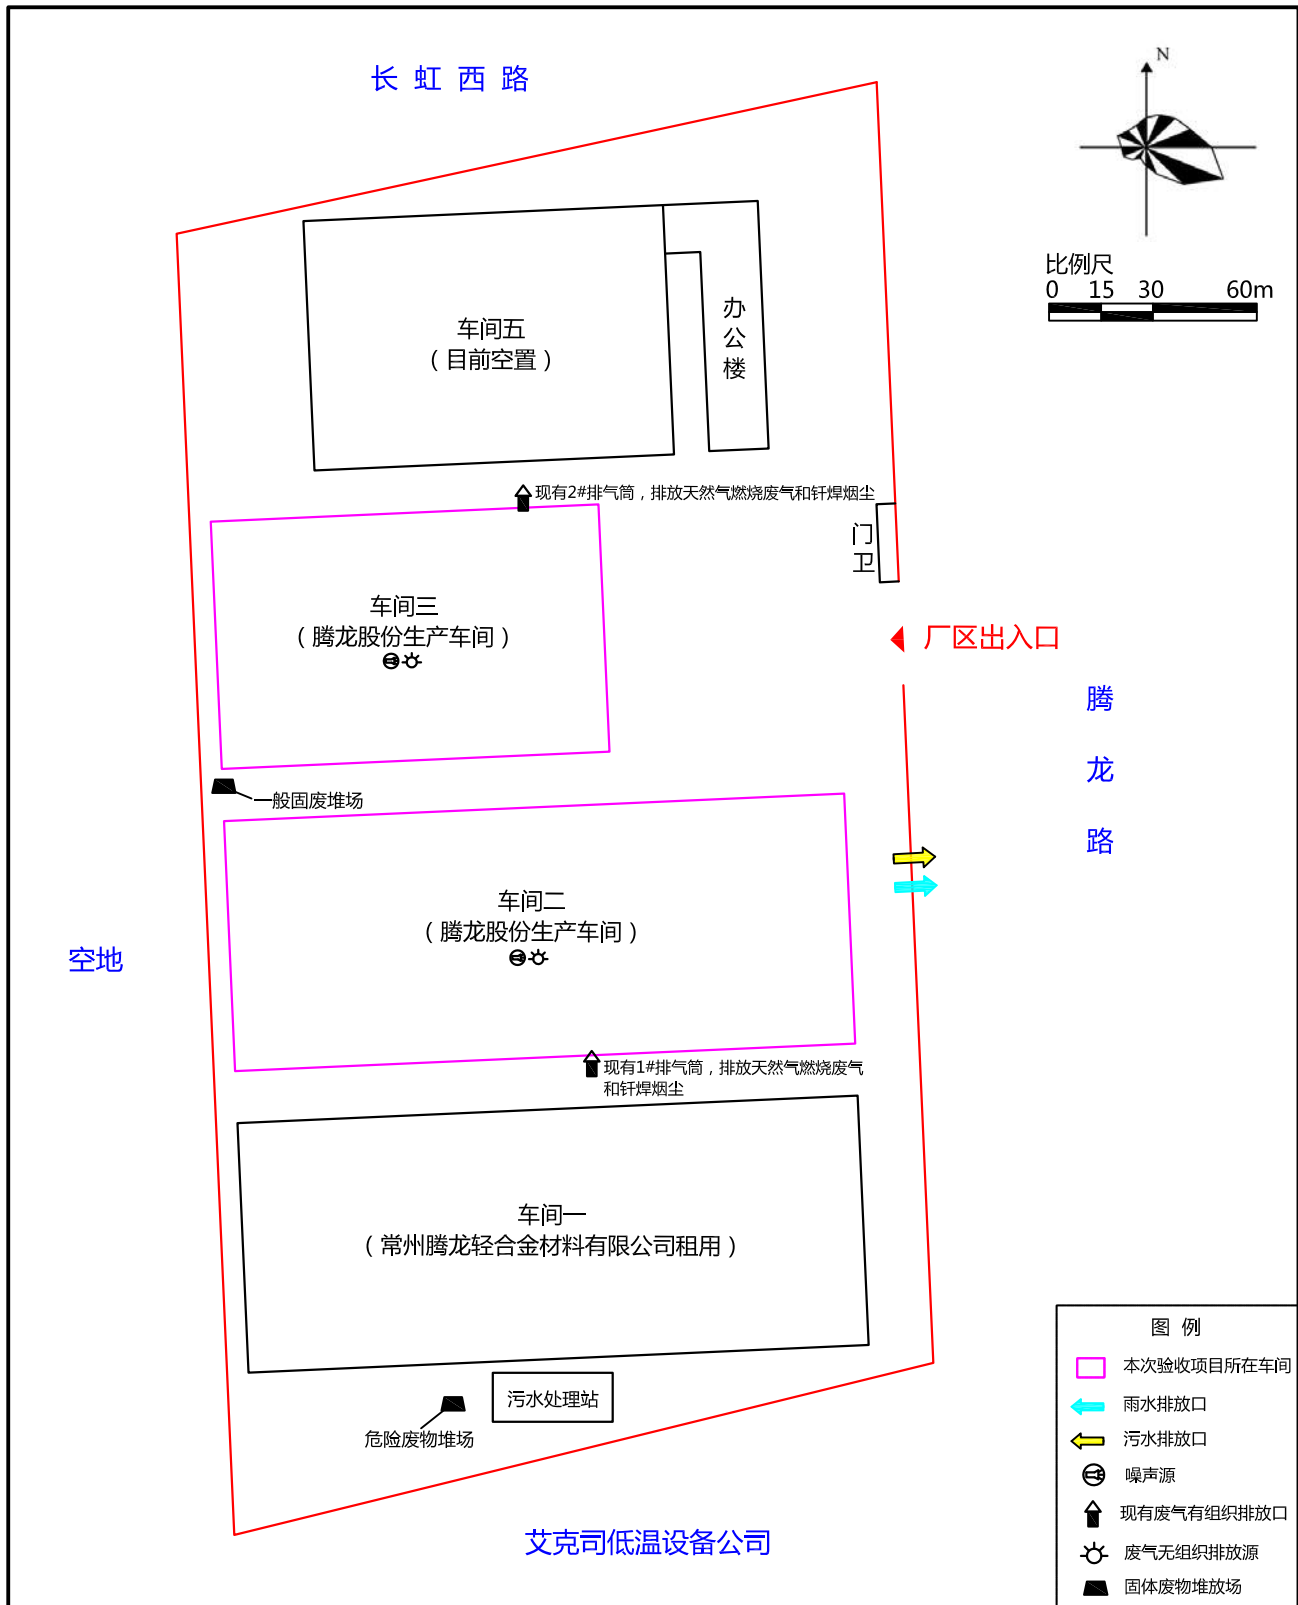 长虹西路
N
比例尺
0 15 30 60m
车间五
（目前空置）
办公楼
现有2#排气筒，排放天然气燃烧废气和钎焊烟尘
门卫
车间三
（腾龙股份生产车间）
厂区出入口
腾龙路
一般固废堆场
车间二
（腾龙股份生产车间）
空地
现有1#排气筒，排放天然气燃烧废气
和钎焊烟尘
车间一
（常州腾龙轻合金材料有限公司租用）
污水处理站
危险废物堆场
艾克司低温设备公司
图例
本次验收项目所在车间
雨水排放口
污水排放口
噪声源
现有废气有组织排放口
废气无组织排放源
固体废物堆放场